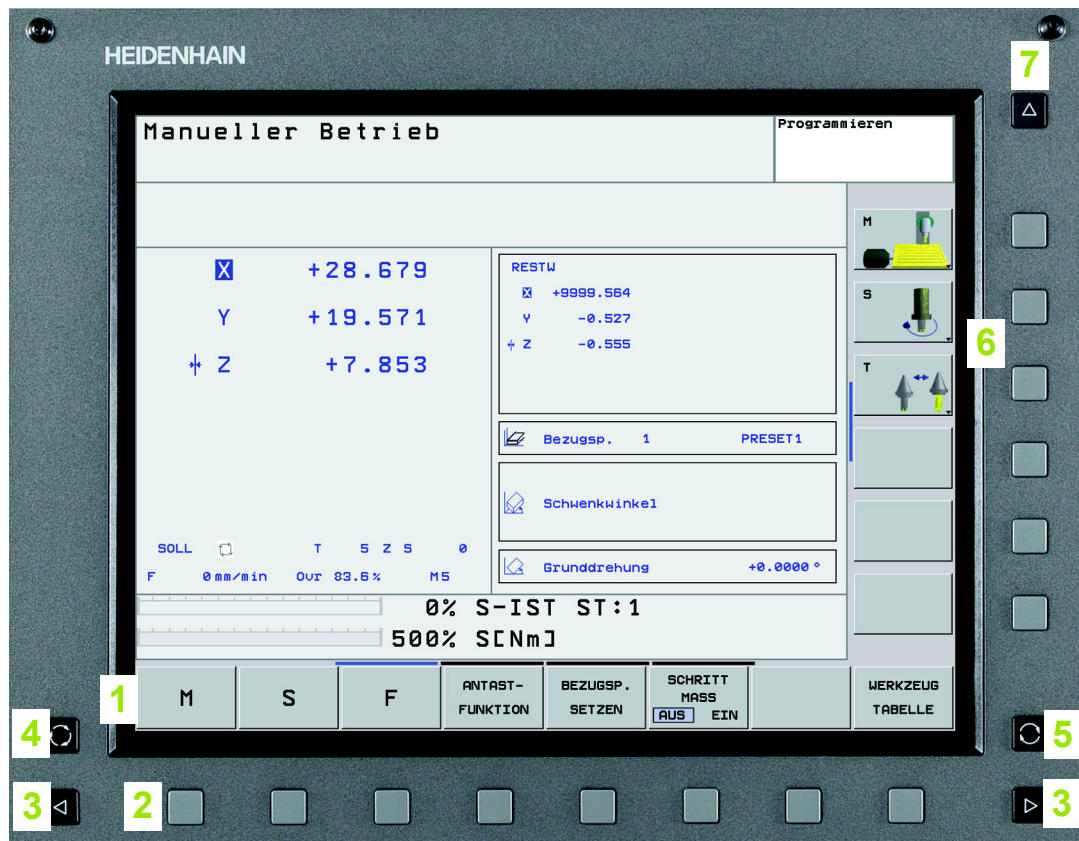 HEIDENHAIN
7
Manueller Betrieb
Programmieren
M
X +28.679
Y +19.571
Z +7.853
RESTW
X +9999.564
Y -0.527
Z -0.555
S
6
T
Bezugsp. 1 PRESET1
Schwenkwinkel
SOLL T 5 Z S 0
F 0mm/min Ovr 83.6% M5
Grunddrehung +0.0000 °
0% S-IST ST:1
500% S[Nm]
1
M
S
F
ANTAST-
FUNKTION
BEZUGSP.
SETZEN
SCHRITT
MASS
AUS EIN
WERKZEUG
TABELLE
4
5
3
2
3